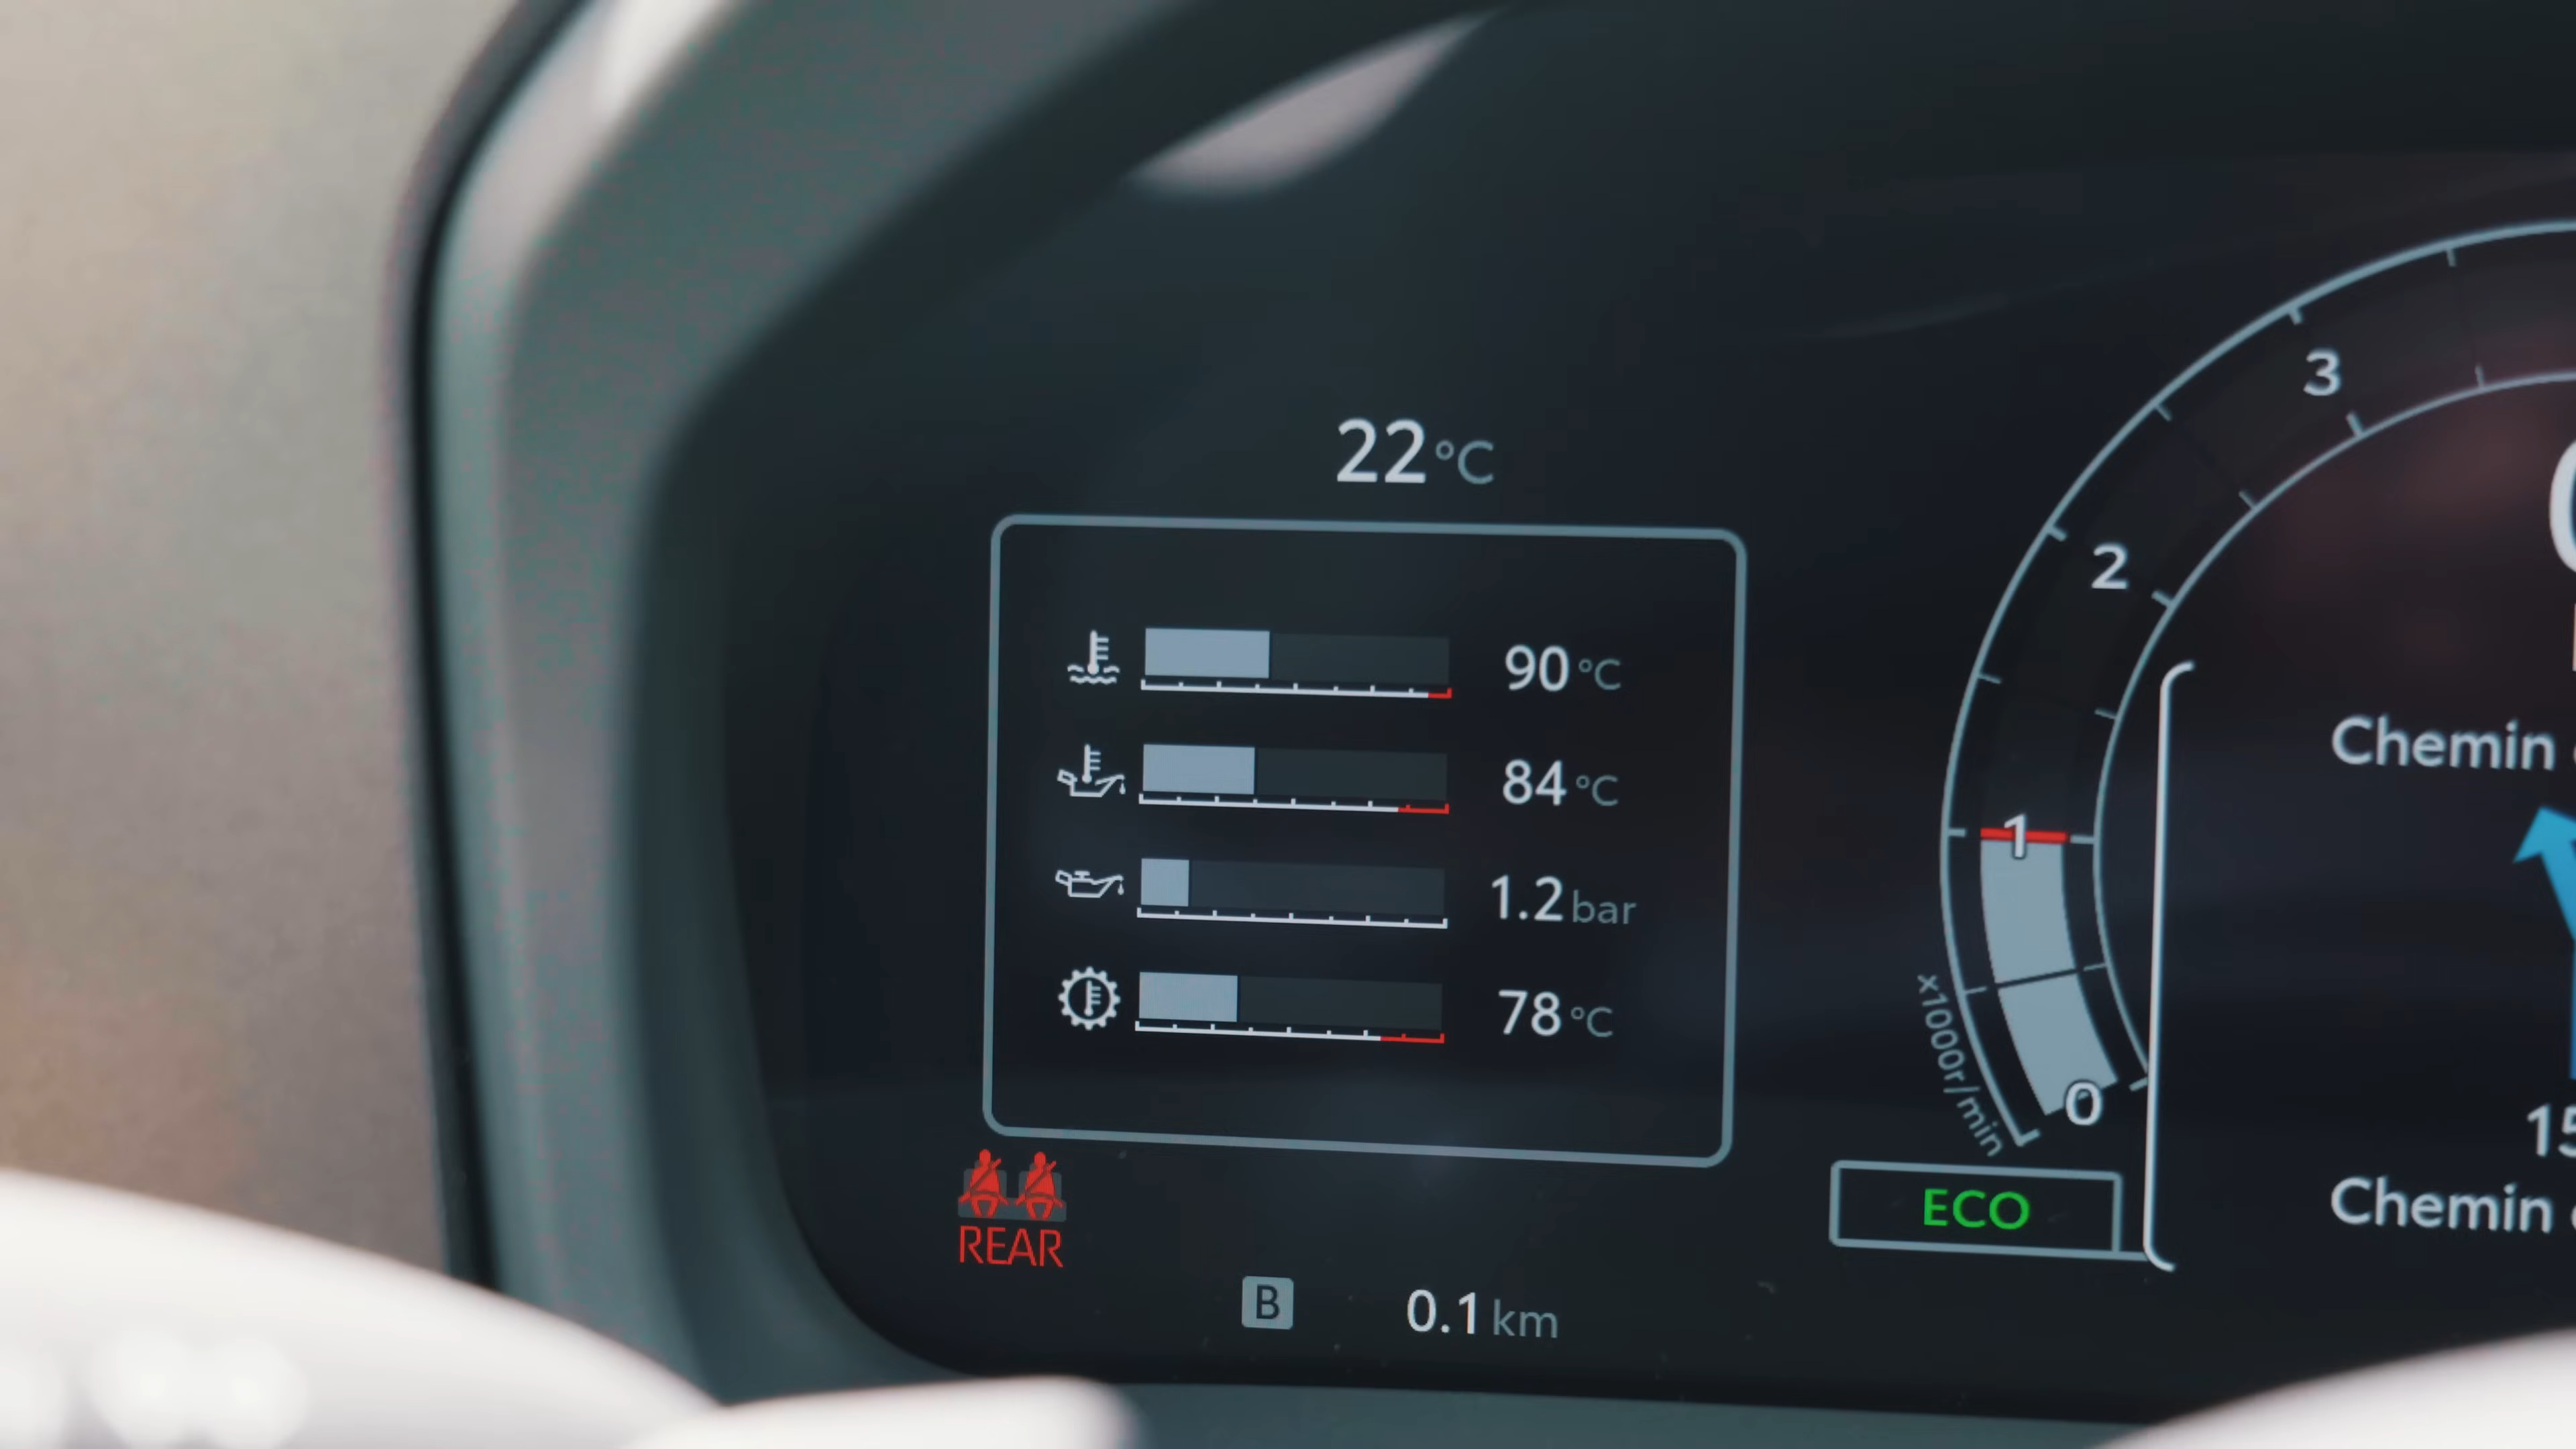 22°C
90°C
84°C
1.2bar
78°C
REAR
B
0.1km
3
2
1
0
x1000r/min
ECO
Chemin
Chemin